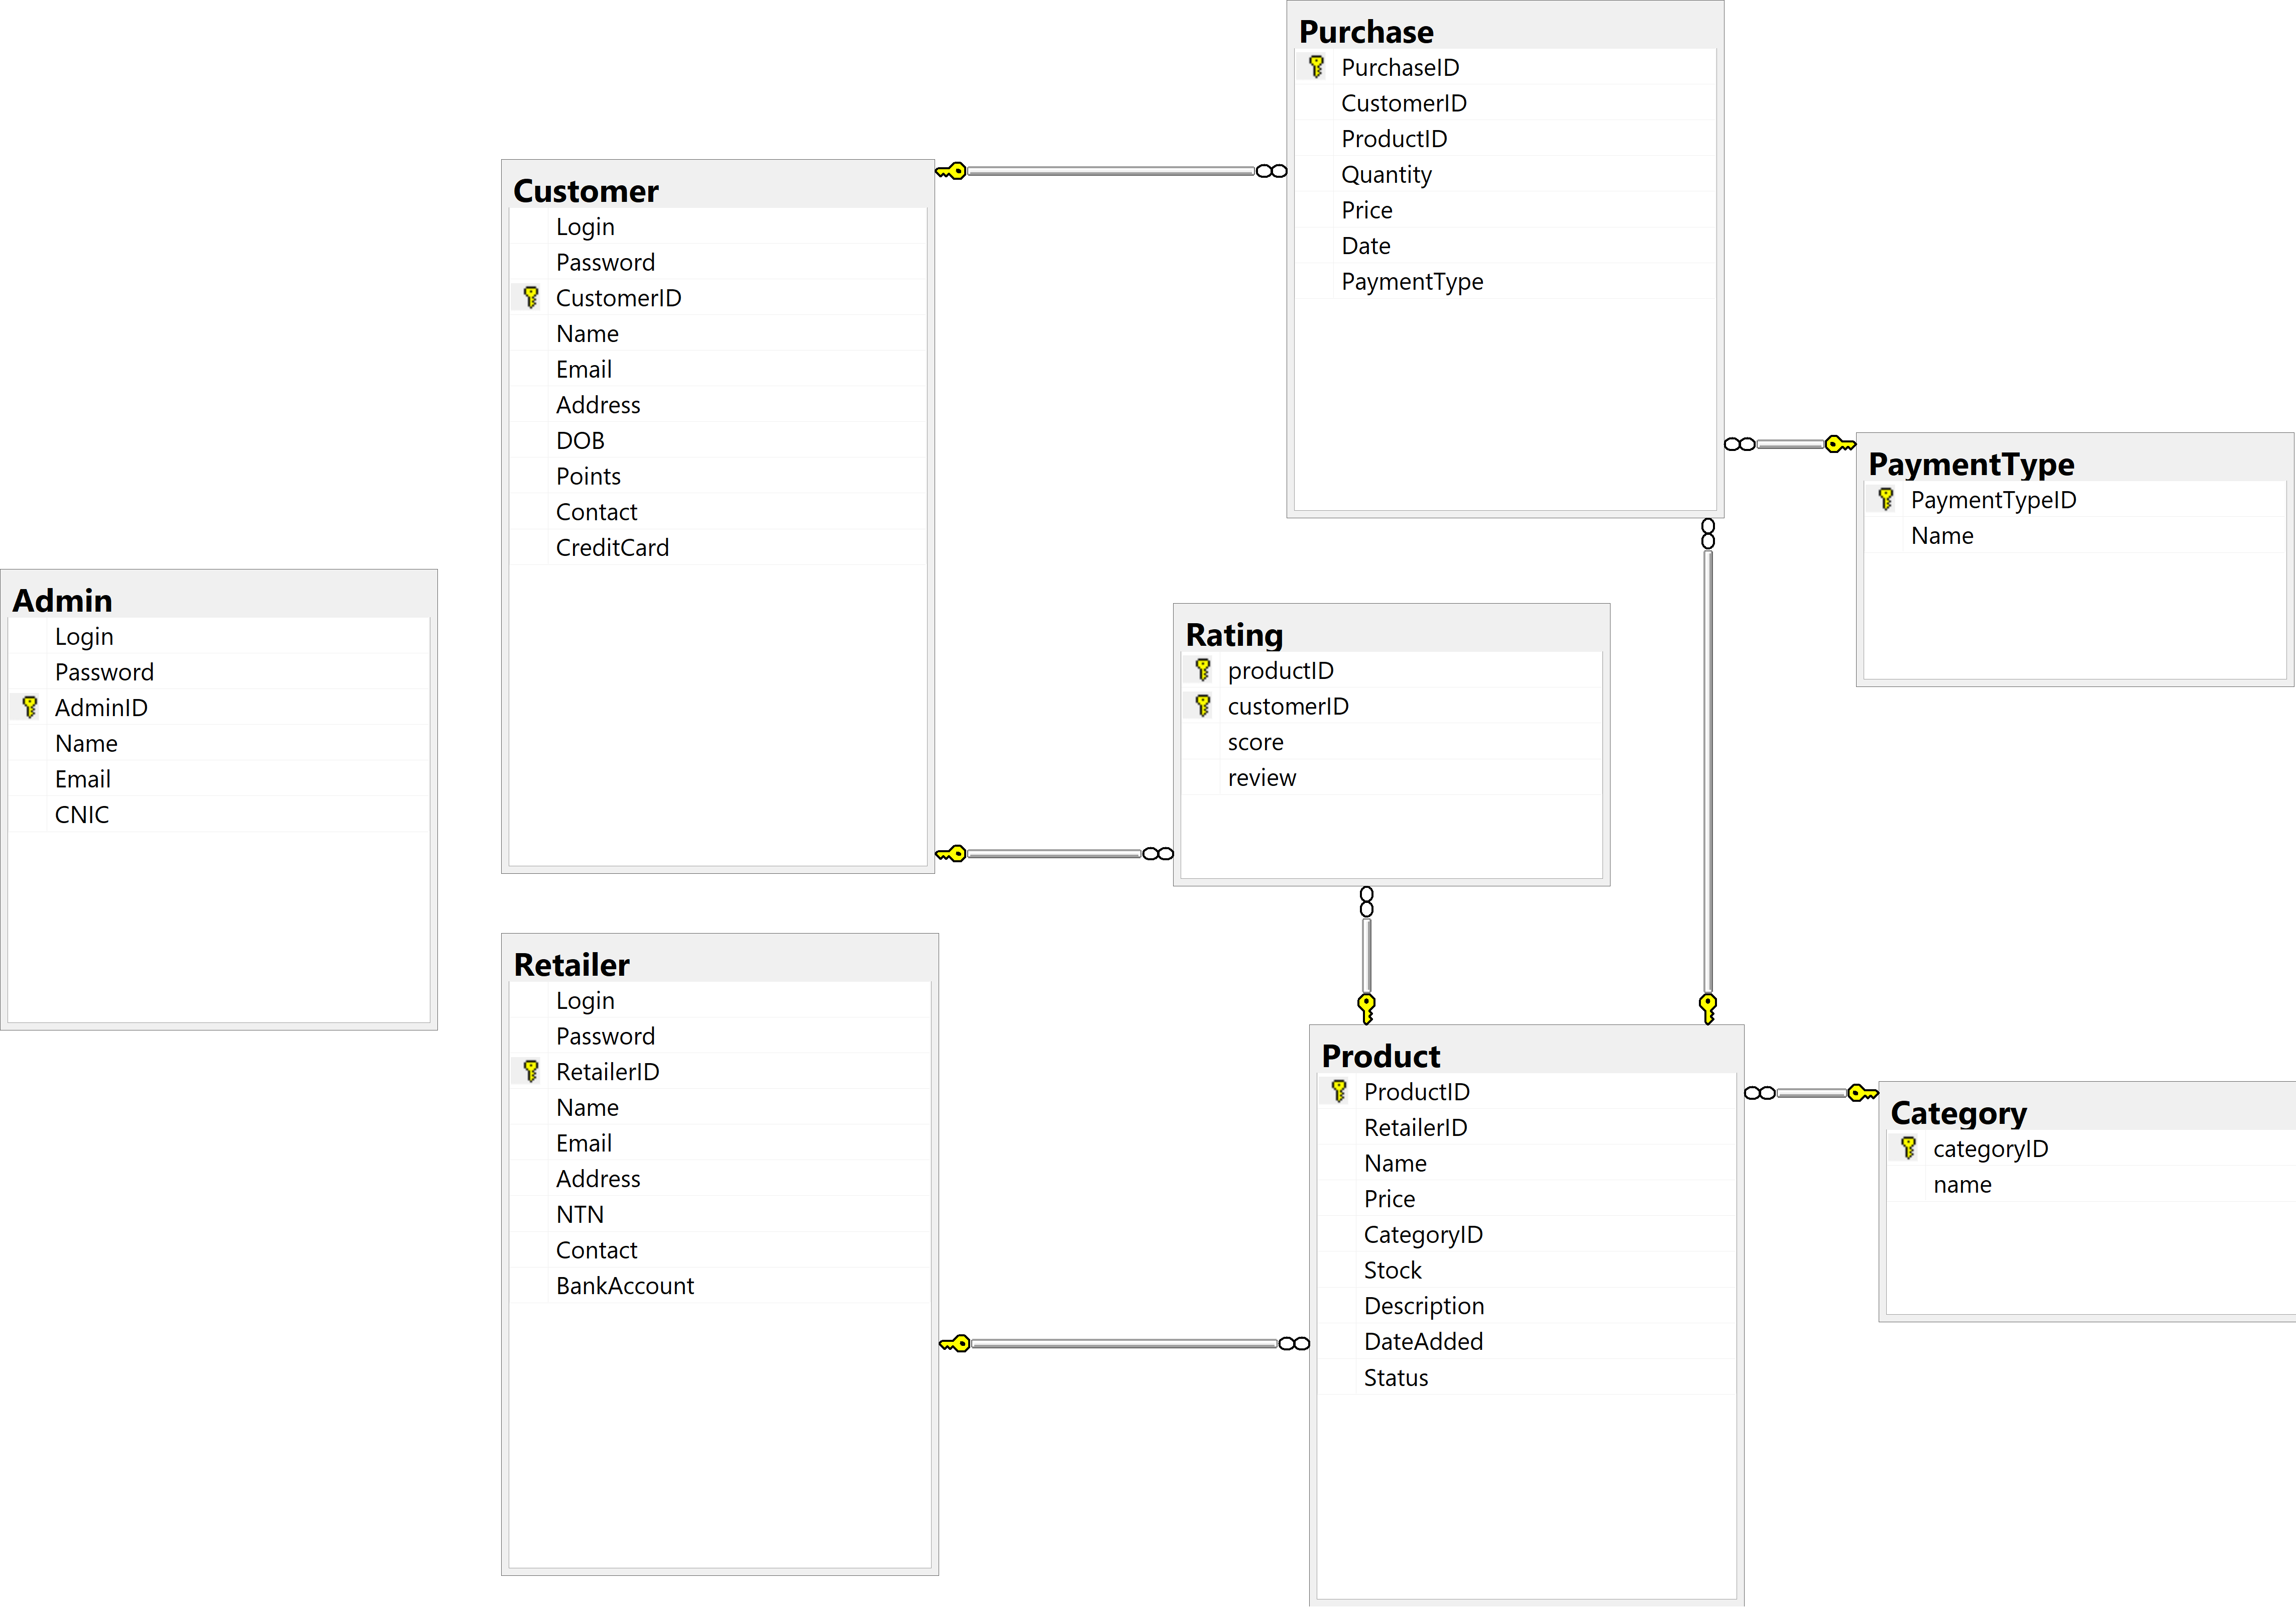 Purchase
PurchaseID
CustomerID
ProductID
Quantity
Price
Date
PaymentType
Customer
Login
Password
CustomerID
Name
Email
Address
DOB
Points
Contact
CreditCard
PaymentType
PaymentTypeID
Name
Admin
Login
Password
AdminID
Name
Email
CNIC
Rating
productID
customerID
score
review
Retailer
Login
Password
RetailerID
Name
Email
Address
NTN
Contact
BankAccount
Product
ProductID
RetailerID
Name
Price
CategoryID
Stock
Description
DateAdded
Status
Category
categoryID
name